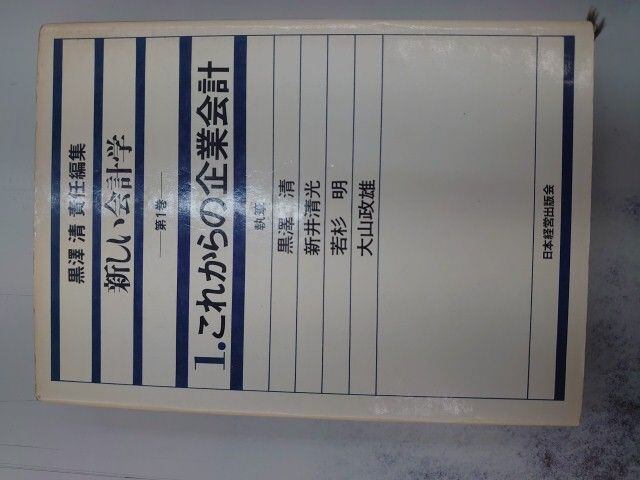 黒澤 清 責任編集
新しい会計学
第1巻
1.これからの企業会計
執筆
黒澤 清
新井清光
若杉 明
大山政雄
日本経営出版会